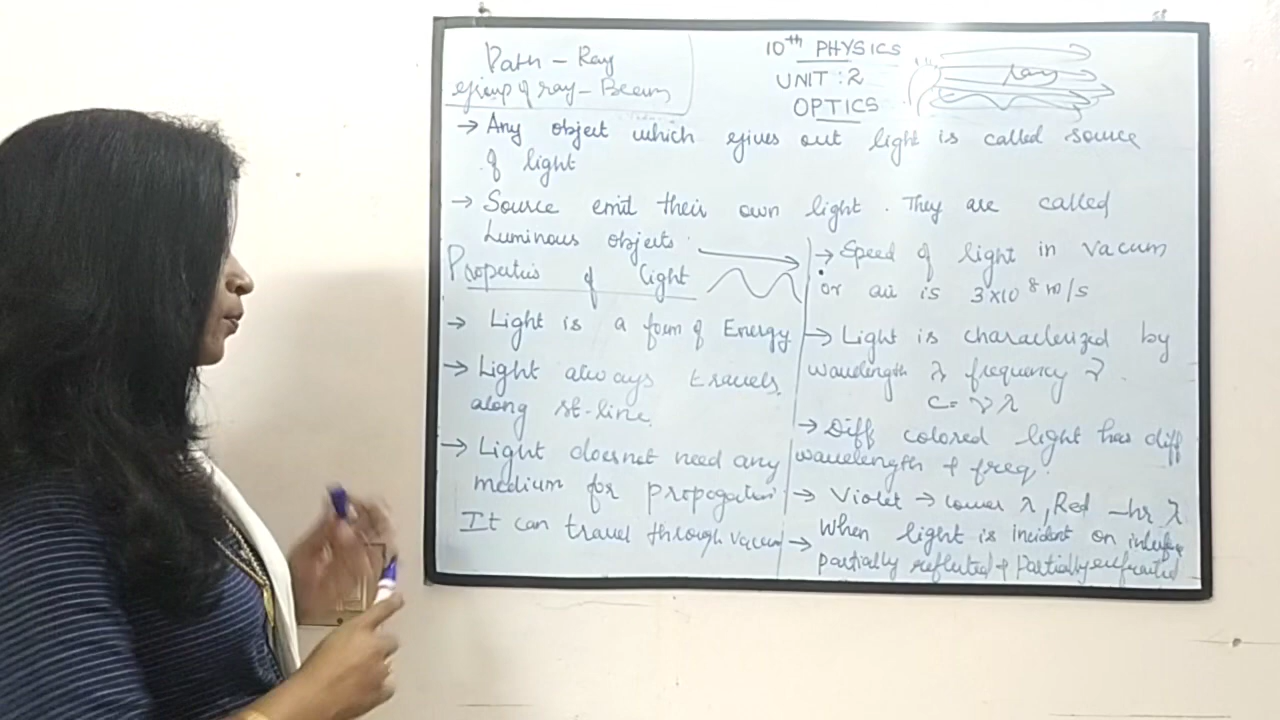 Path - Ray
Group of ray - Beam
10th PHYSICS
UNIT : 2
OPTICS
ray
→ Any object which gives out light is called source
of light
→ Source emit their own light. They are called
Luminous objects.
Properties of light
→ Light is a form of Energy
→ Light always travels
along st-line.
→ Light doesnot need any
medium for propogation
It can travel through vacuum
→ Speed of light in vacum
or air is 3×10⁸ m/s
→ Light is characterized by
wavelength λ frequency ν.
C = νλ
→ Diff colored light has diff
wavelength & freq.
→ Violet → lower λ, Red - hr λ
→ When light is incident on interface
partially reflected & Partially refracted